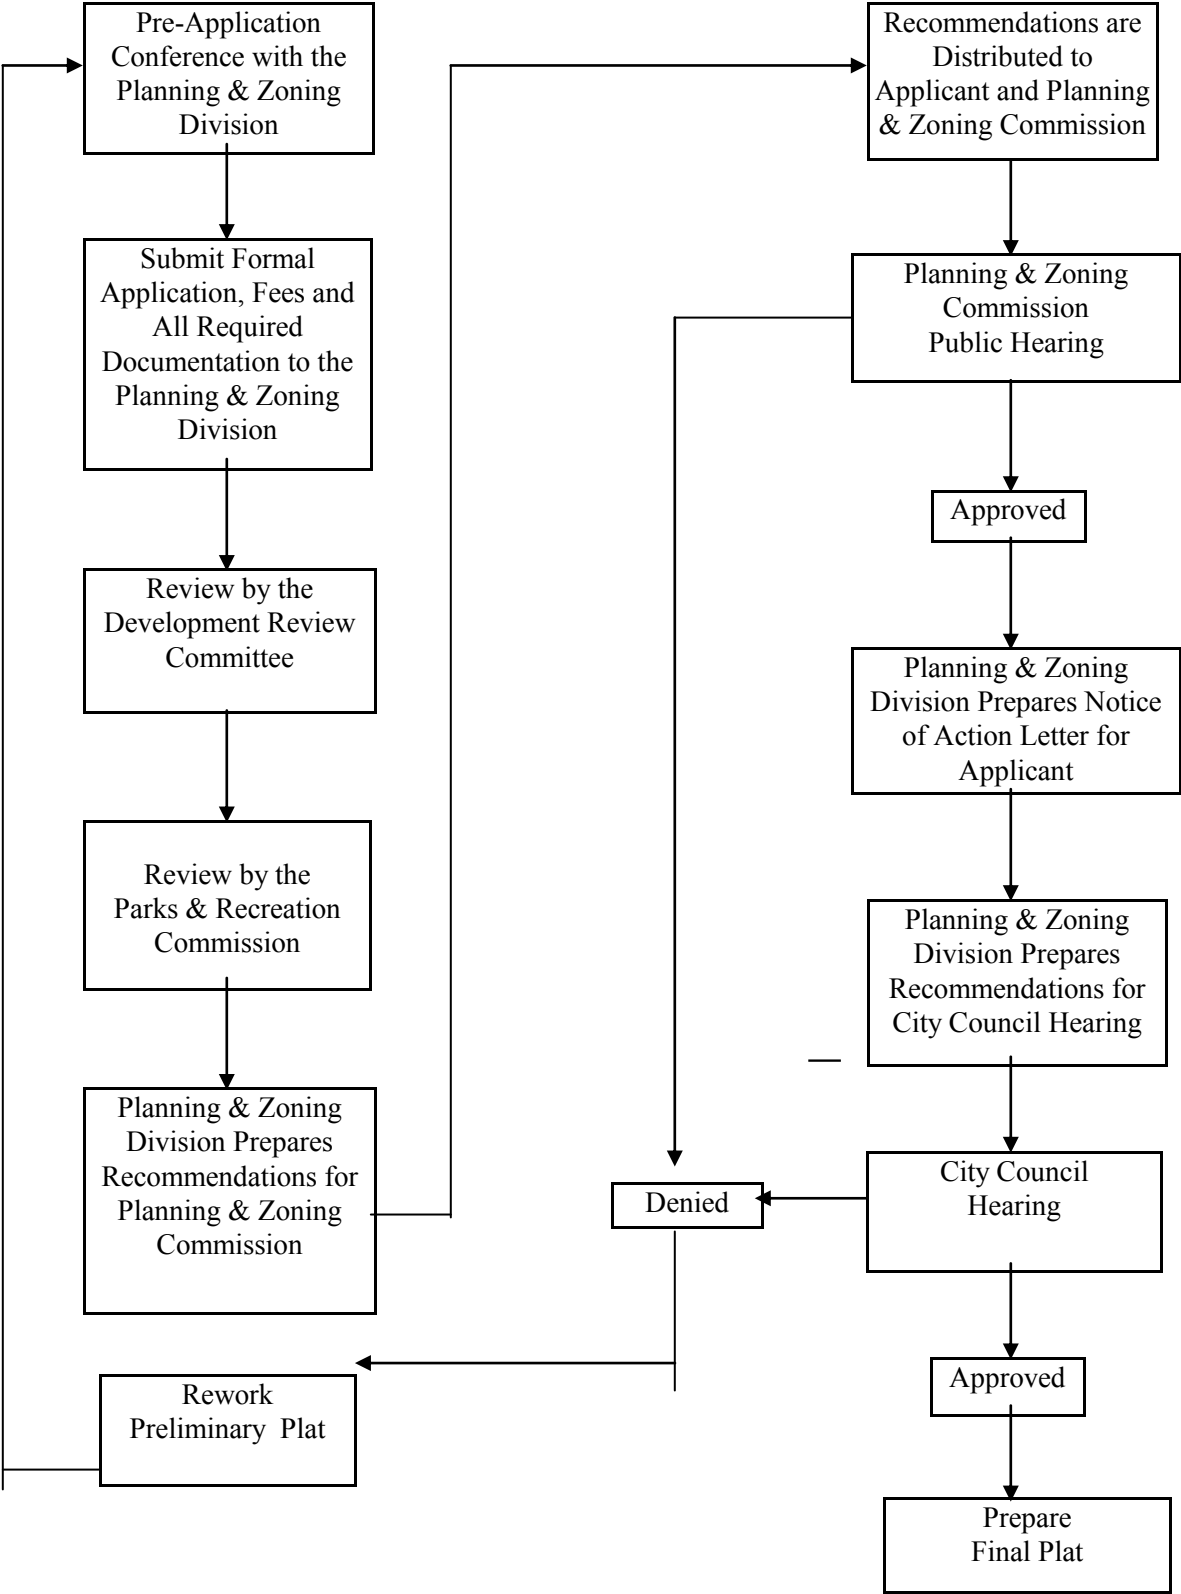 Pre-Application
Conference with the
Planning & Zoning
Division
Submit Formal
Application, Fees and
All Required
Documentation to the
Planning & Zoning
Division
Review by the
Development Review
Committee
Review by the
Parks & Recreation
Commission
Planning & Zoning
Division Prepares
Recommendations for
Planning & Zoning
Commission
Recommendations are
Distributed to
Applicant and Planning
& Zoning Commission
Planning & Zoning
Commission
Public Hearing
Approved
Planning & Zoning
Division Prepares Notice
of Action Letter for
Applicant
Planning & Zoning
Division Prepares
Recommendations for
City Council Hearing
City Council
Hearing
Denied
Rework
Preliminary Plat
Approved
Prepare
Final Plat